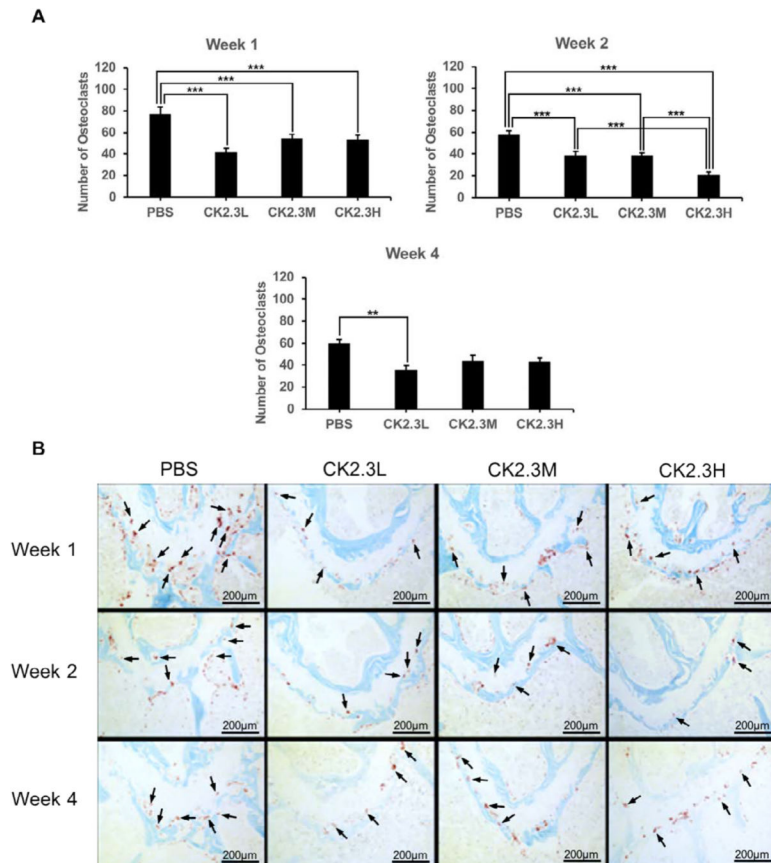 A
Week 1
Number of Osteoclasts
120
100
80
60
40
20
0
***
***
***
PBS CK2.3L CK2.3M CK2.3H
Week 2
Number of Osteoclasts
120
100
80
60
40
20
0
***
***
*** *** ***
PBS CK2.3L CK2.3M CK2.3H
Week 4
Number of Osteoclasts
120
100
80
60
40
20
0
**
PBS CK2.3L CK2.3M CK2.3H
B
PBS CK2.3L CK2.3M CK2.3H
Week 1
200µm 200µm 200µm 200µm
Week 2
200µm 200µm 200µm 200µm
Week 4
200µm 200µm 200µm 200µm